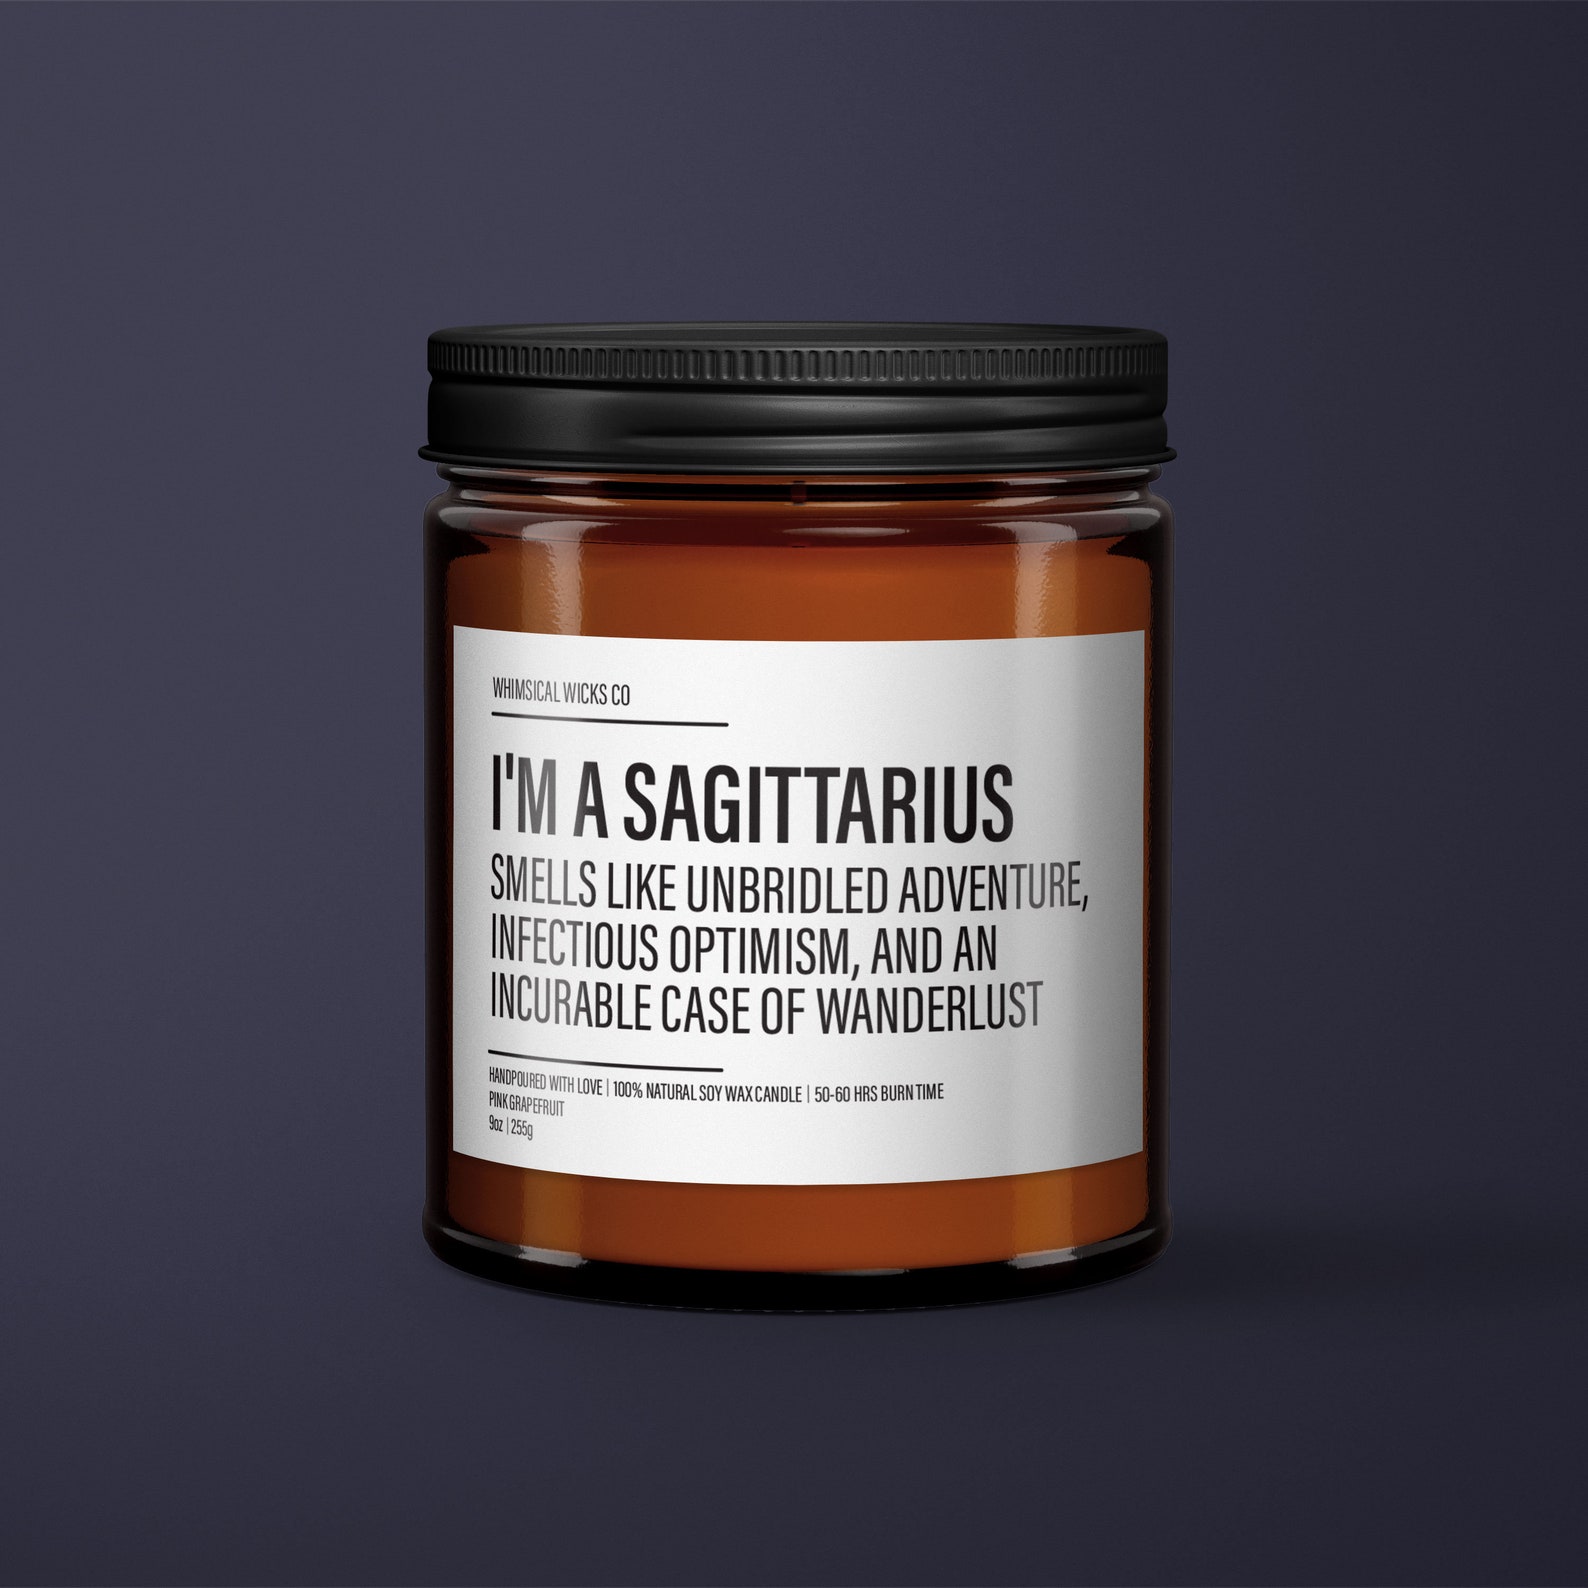 WHIMSICAL WICKS CO
I'M A SAGITTARIUS
SMELLS LIKE UNBRIDLED ADVENTURE,
INFECTIOUS OPTIMISM, AND AN
INCURABLE CASE OF WANDERLUST
HANDPOURED WITH LOVE | 100% NATURAL SOY WAX CANDLE | 50-60 HRS BURN TIME
PINK GRAPEFRUIT
9oz | 255g